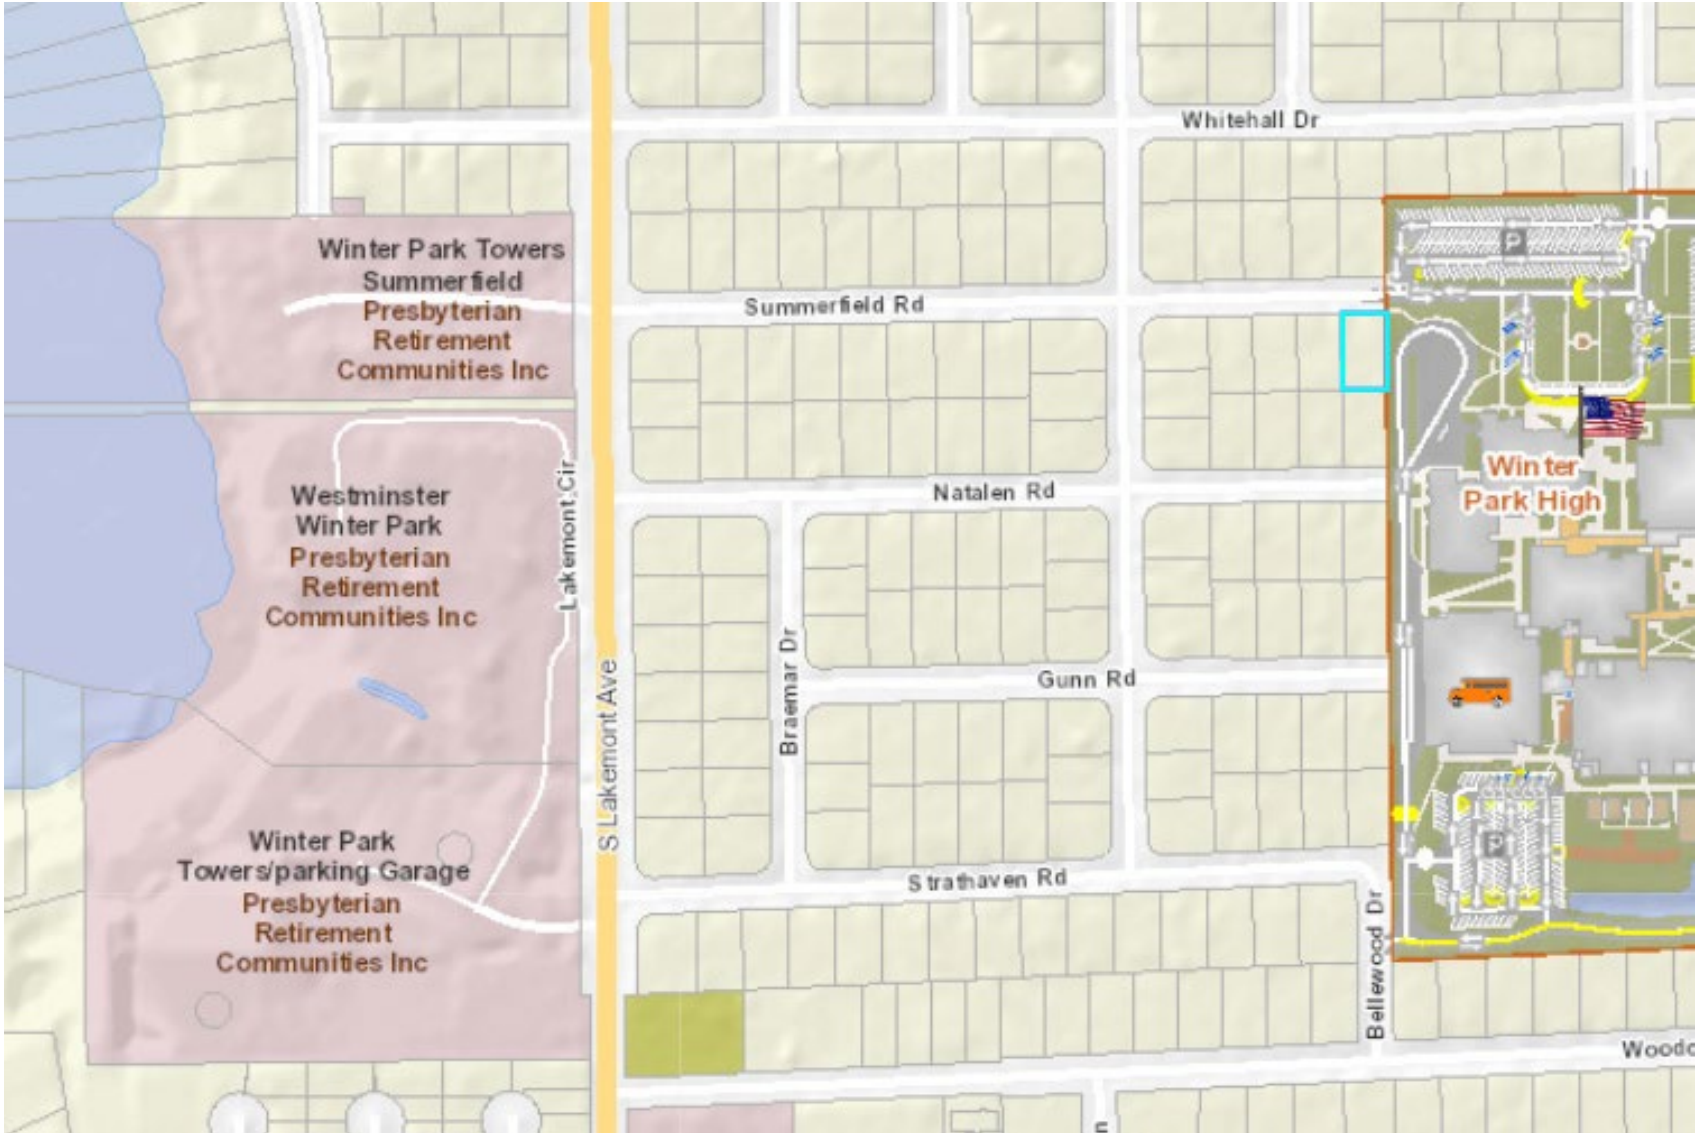 Whitehall Dr
Winter Park Towers
Summerfield
Presbyterian
Retirement
Communities Inc
Summerfield Rd
P
Winter
Park High
Natalen Rd
Westminster
Winter Park
Presbyterian
Retirement
Communities Inc
Lakemont Cir
S Lakemont Ave
Braemar Dr
Gunn Rd
Winter Park
Towers/parking Garage
Presbyterian
Retirement
Communities Inc
Strathaven Rd
P
Bellewood Dr